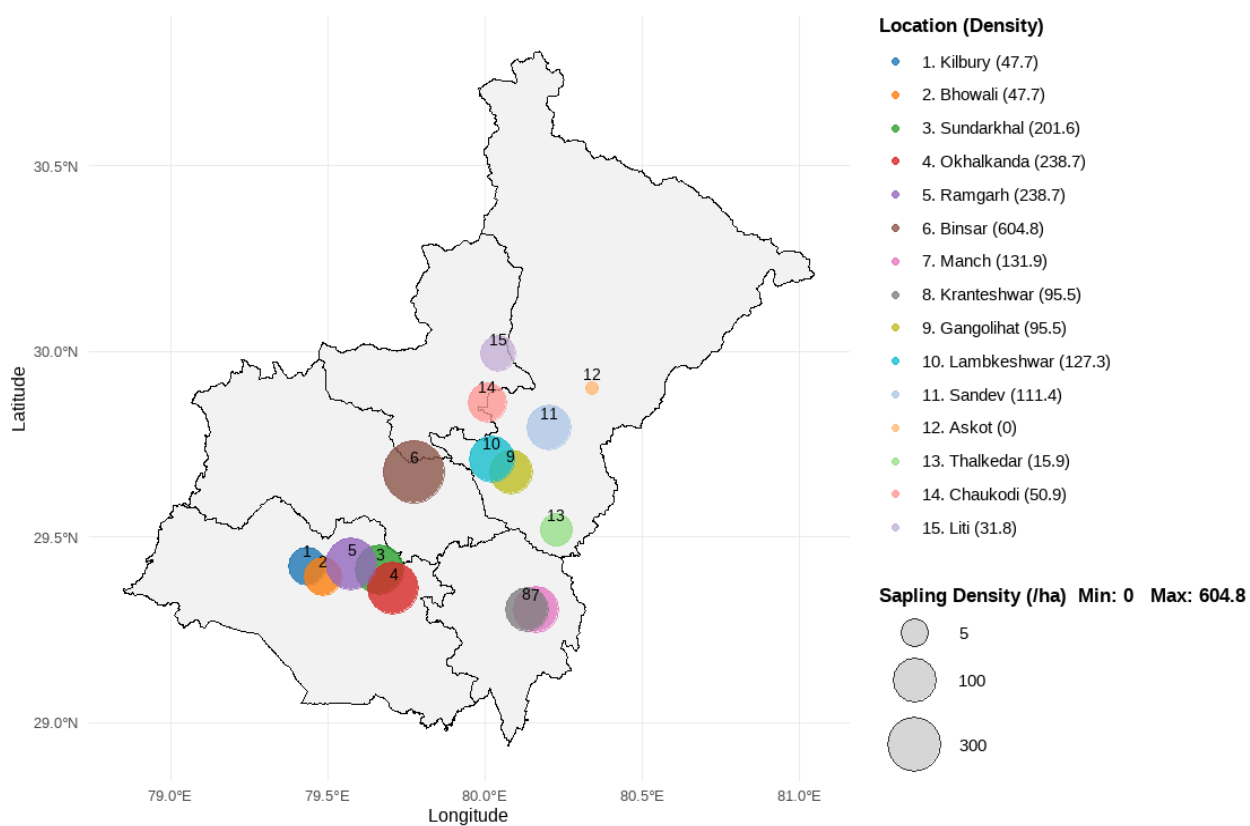 Location (Density)
1. Kilbury (47.7)
2. Bhowali (47.7)
3. Sundarkhal (201.6)
4. Okhalkanda (238.7)
5. Ramgarh (238.7)
6. Binsar (604.8)
7. Manch (131.9)
8. Kranteshwar (95.5)
9. Gangolihat (95.5)
10. Lambkeshwar (127.3)
11. Sandev (111.4)
12. Askot (0)
13. Thalkedar (15.9)
14. Chaukodi (50.9)
15. Liti (31.8)
Sapling Density (/ha) Min: 0 Max: 604.8
5
100
300
30.5°N
30.0°N
29.5°N
29.0°N
Latitude
15
12
14
11
10
9
6
13
1
2
5
3
4
8
7
79.0°E
79.5°E
80.0°E
80.5°E
81.0°E
Longitude